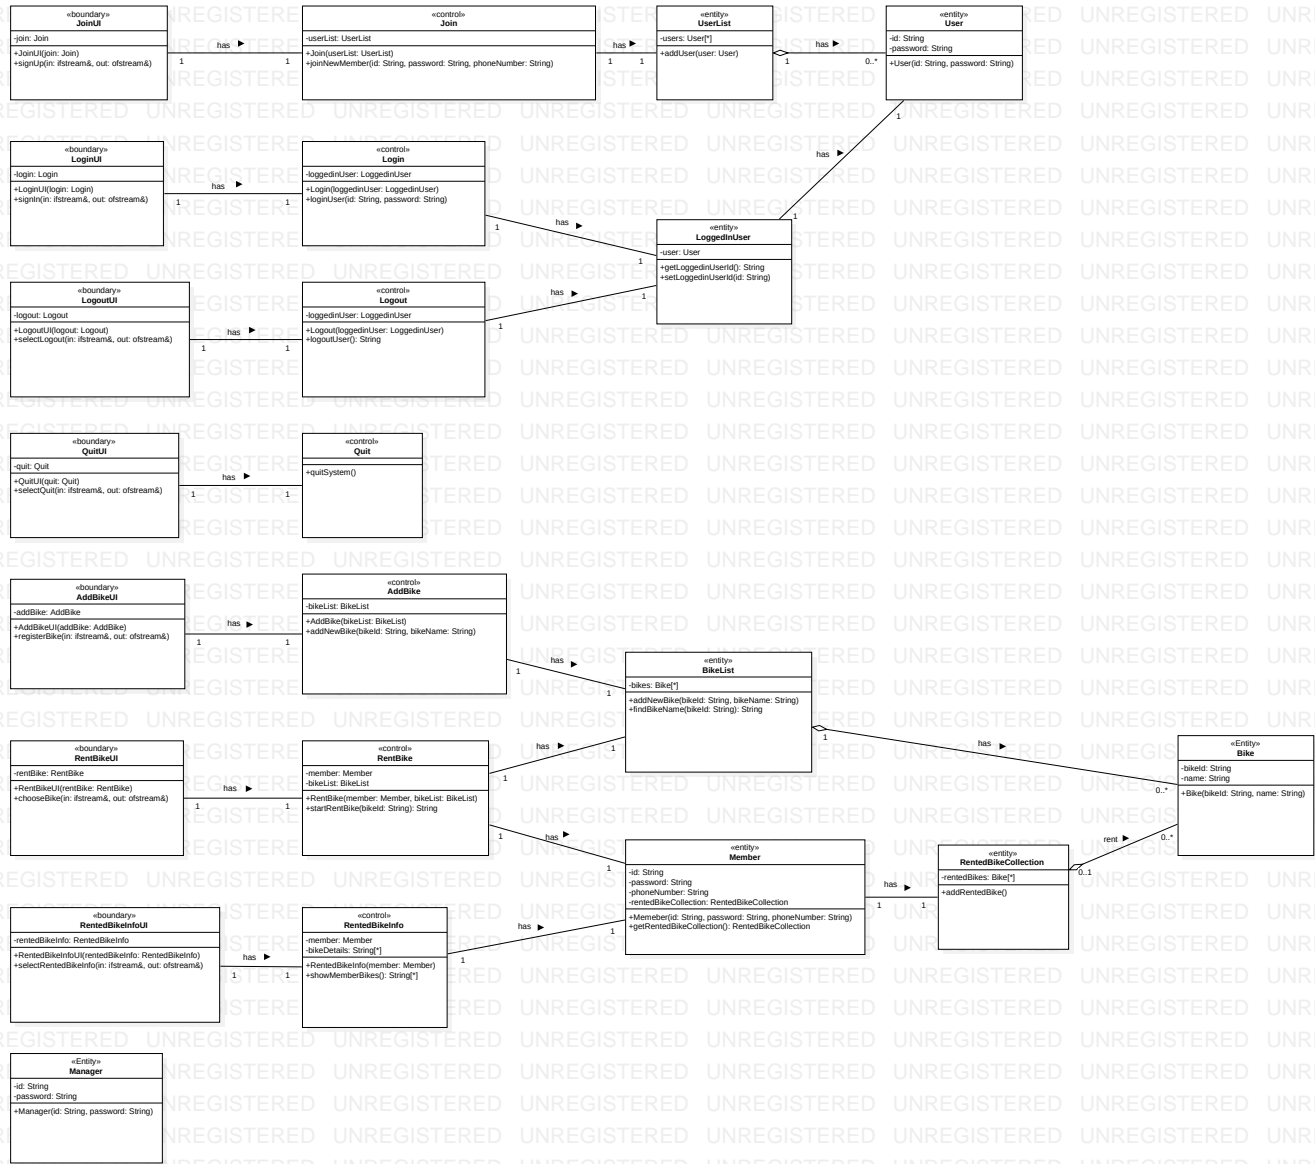 «boundary»
JoinUI
-join: Join
+JoinUI(join: Join)
+signUp(in: ifstream&, out: ofstream&)
has
1
1
«control»
Join
-userList: UserList
+Join(userList: UserList)
+joinNewMember(id: String, password: String, phoneNumber: String)
has
1
1
«entity»
UserList
-users: User[*]
+addUser(user: User)
has
1
0..*
«entity»
User
-id: String
-password: String
+User(id: String, password: String)
1
has
1
«boundary»
LoginUI
-login: Login
+LoginUI(login: Login)
+signIn(in: ifstream&, out: ofstream&)
has
1
1
«control»
Login
-loggedinUser: LoggedinUser
+Login(loggedinUser: LoggedinUser)
+loginUser(id: String, password: String)
has
1
1
«entity»
LoggedInUser
-user: User
+getLoggedinUserId(): String
+setLoggedinUserId(id: String)
«boundary»
LogoutUI
-logout: Logout
+LogoutUI(logout: Logout)
+selectLogout(in: ifstream&, out: ofstream&)
has
1
1
«control»
Logout
-loggedinUser: LoggedinUser
+Logout(loggedinUser: LoggedinUser)
+logoutUser(): String
has
1
1
«boundary»
QuitUI
-quit: Quit
+QuitUI(quit: Quit)
+selectQuit(in: ifstream&, out: ofstream&)
has
1
1
«control»
Quit
+quitSystem()
«boundary»
AddBikeUI
-addBike: AddBike
+AddBikeUI(addBike: AddBike)
+registerBike(in: ifstream&, out: ofstream&)
has
1
1
«control»
AddBike
-bikeList: BikeList
+AddBike(bikeList: BikeList)
+addNewBike(bikeId: String, bikeName: String)
has
1
1
«entity»
BikeList
-bikes: Bike[*]
+addNewBike(bikeId: String, bikeName: String)
+findBikeName(bikeId: String): String
1
has
0..*
«Entity»
Bike
-bikeId: String
-name: String
+Bike(bikeId: String, name: String)
«boundary»
RentBikeUI
-rentBike: RentBike
+RentBikeUI(rentBike: RentBike)
+chooseBike(in: ifstream&, out: ofstream&)
has
1
1
«control»
RentBike
-member: Member
-bikeList: BikeList
+RentBike(member: Member, bikeList: BikeList)
+startRentBike(bikeId: String): String
has
1
1
has
1
1
«entity»
Member
-id: String
-password: String
-phoneNumber: String
-rentedBikeCollection: RentedBikeCollection
+Memeber(id: String, password: String, phoneNumber: String)
+getRentedBikeCollection(): RentedBikeCollection
has
1
1
«entity»
RentedBikeCollection
-rentedBikes: Bike[*]
+addRentedBike()
rent
0..*
0..1
«boundary»
RentedBikeInfoUI
-rentedBikeInfo: RentedBikeInfo
+RentedBikeInfoUI(rentedBikeInfo: RentedBikeInfo)
+selectRentedBikeInfo(in: ifstream&, out: ofstream&)
has
1
1
«control»
RentedBikeInfo
-member: Member
-bikeDetails: String[*]
+RentedBikeInfo(member: Member)
+showMemberBikes(): String[*]
has
1
1
«Entity»
Manager
-id: String
-password: String
+Manager(id: String, password: String)
UNREGISTERED